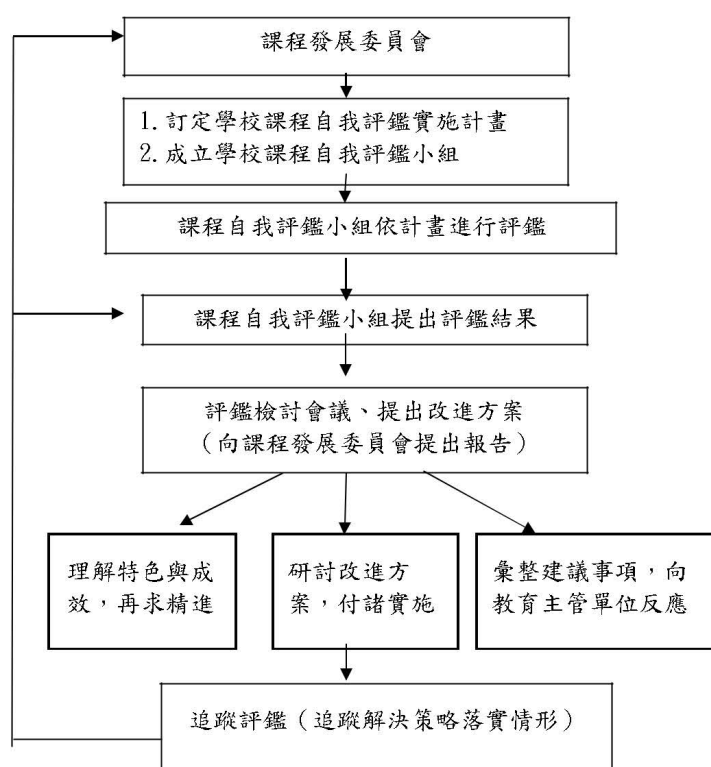 課程發展委員會
1.訂定學校課程自我評鑑實施計畫
2.成立學校課程自我評鑑小組
課程自我評鑑小組依計畫進行評鑑
課程自我評鑑小組提出評鑑結果
評鑑檢討會議、提出改進方案
（向課程發展委員會提出報告）
理解特色與成
效，再求精進
研討改進方
案，付諸實施
彙整建議事項，向
教育主管單位反應
追蹤評鑑（追蹤解決策略落實情形）